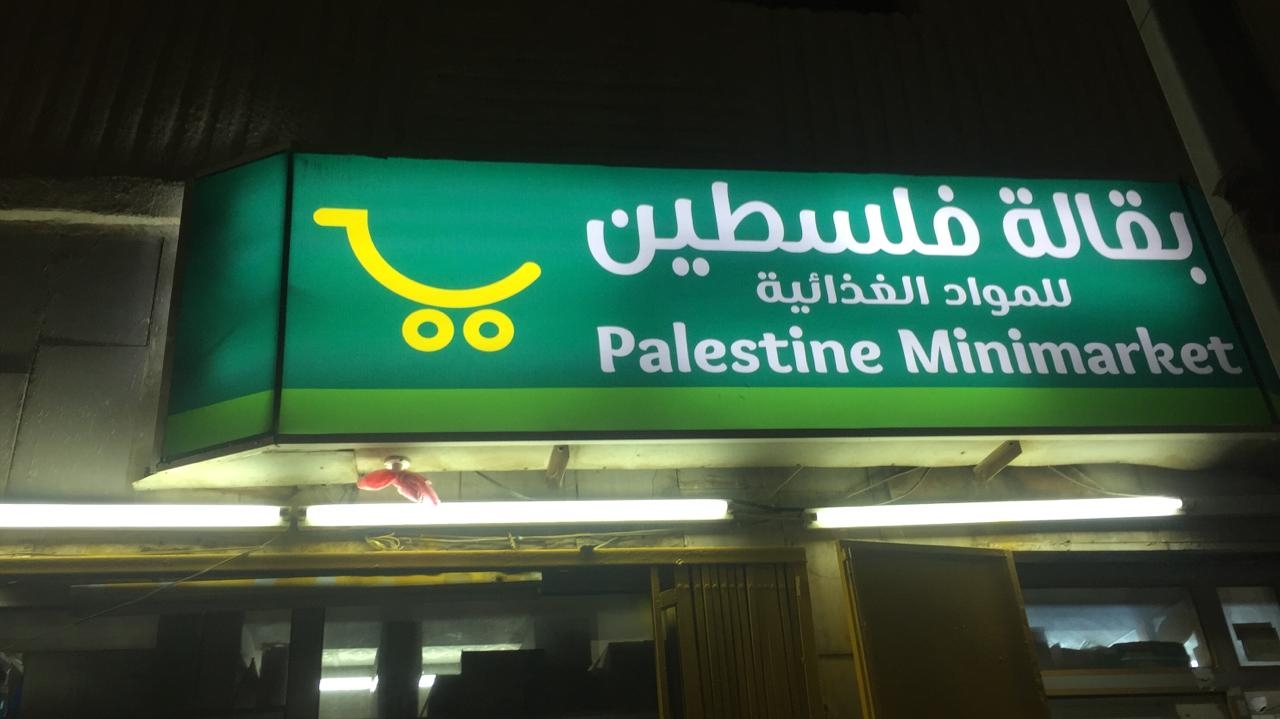 بقالة فلسطين
للمواد الغذائية
Palestine Minimarket